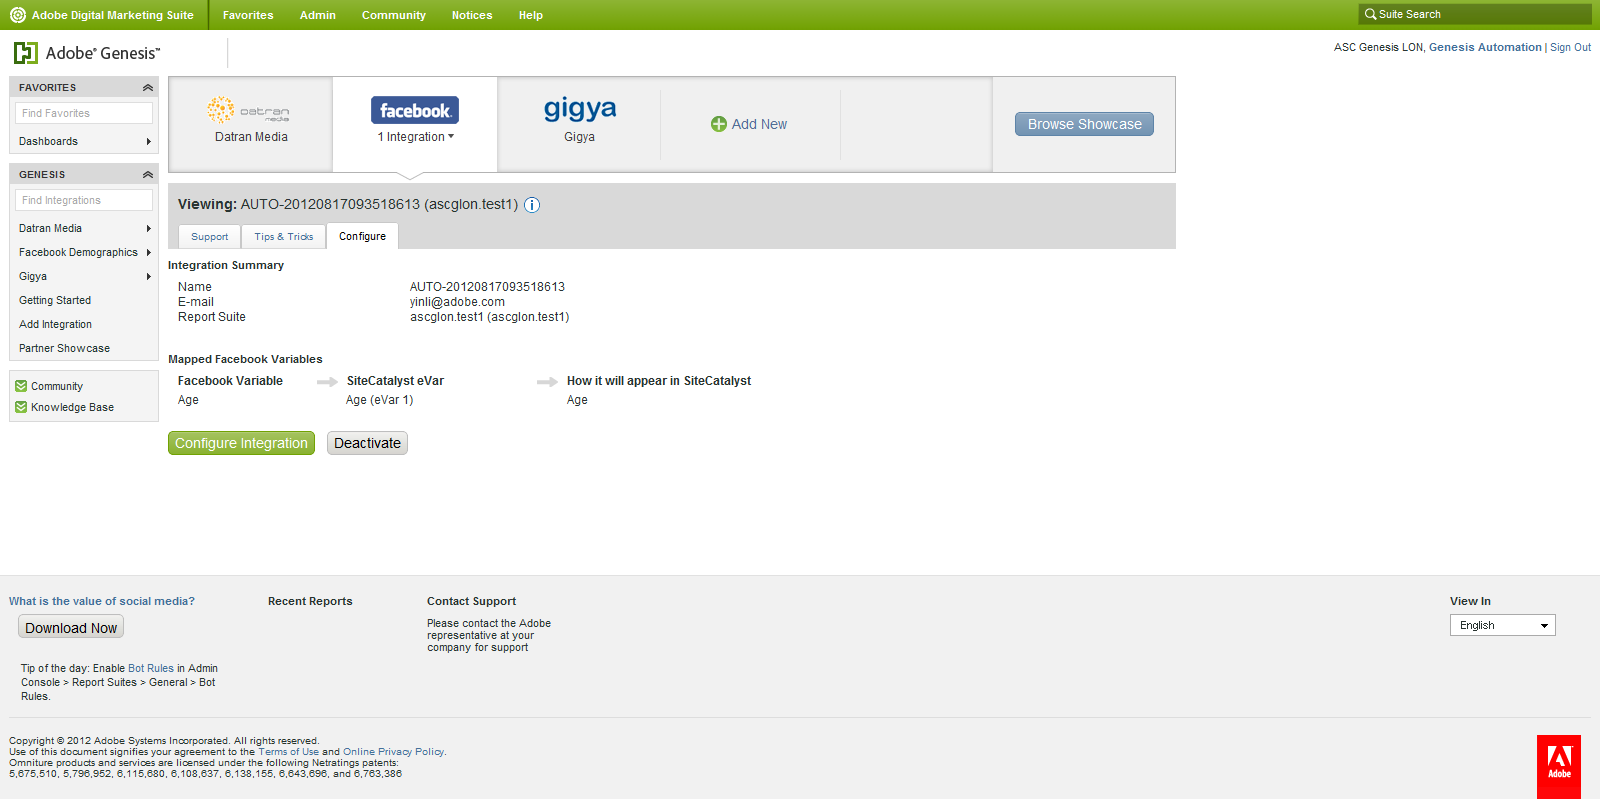 Adobe Digital Marketing Suite Favorites Admin Community Notices Help Suite Search
Adobe® Genesis™
ASC Genesis LON, Genesis Automation | Sign Out
FAVORITES
Find Favorites
Dashboards
GENESIS
Find Integrations
Datran Media
Facebook Demographics
Gigya
Getting Started
Add Integration
Partner Showcase
Community
Knowledge Base
datran
media
Datran Media
facebook
1 Integration
gigya
Gigya
Add New
Browse Showcase
Viewing: AUTO-20120817093518613 (ascglon.test1)
Support Tips & Tricks Configure
Integration Summary
Name AUTO-20120817093518613
E-mail yinli@adobe.com
Report Suite ascglon.test1 (ascglon.test1)
Mapped Facebook Variables
Facebook Variable SiteCatalyst eVar How it will appear in SiteCatalyst
Age Age (eVar 1) Age
Configure Integration Deactivate
What is the value of social media?
Download Now
Tip of the day: Enable Bot Rules in Admin
Console > Report Suites > General > Bot
Rules.
Recent Reports
Contact Support
Please contact the Adobe
representative at your
company for support
View In
English
Copyright © 2012 Adobe Systems Incorporated. All rights reserved.
Use of this document signifies your agreement to the Terms of Use and Online Privacy Policy.
Omniture products and services are licensed under the following Netratings patents:
5,675,510, 5,796,952, 6,115,680, 6,108,637, 6,138,155, 6,643,696, and 6,763,386
Adobe